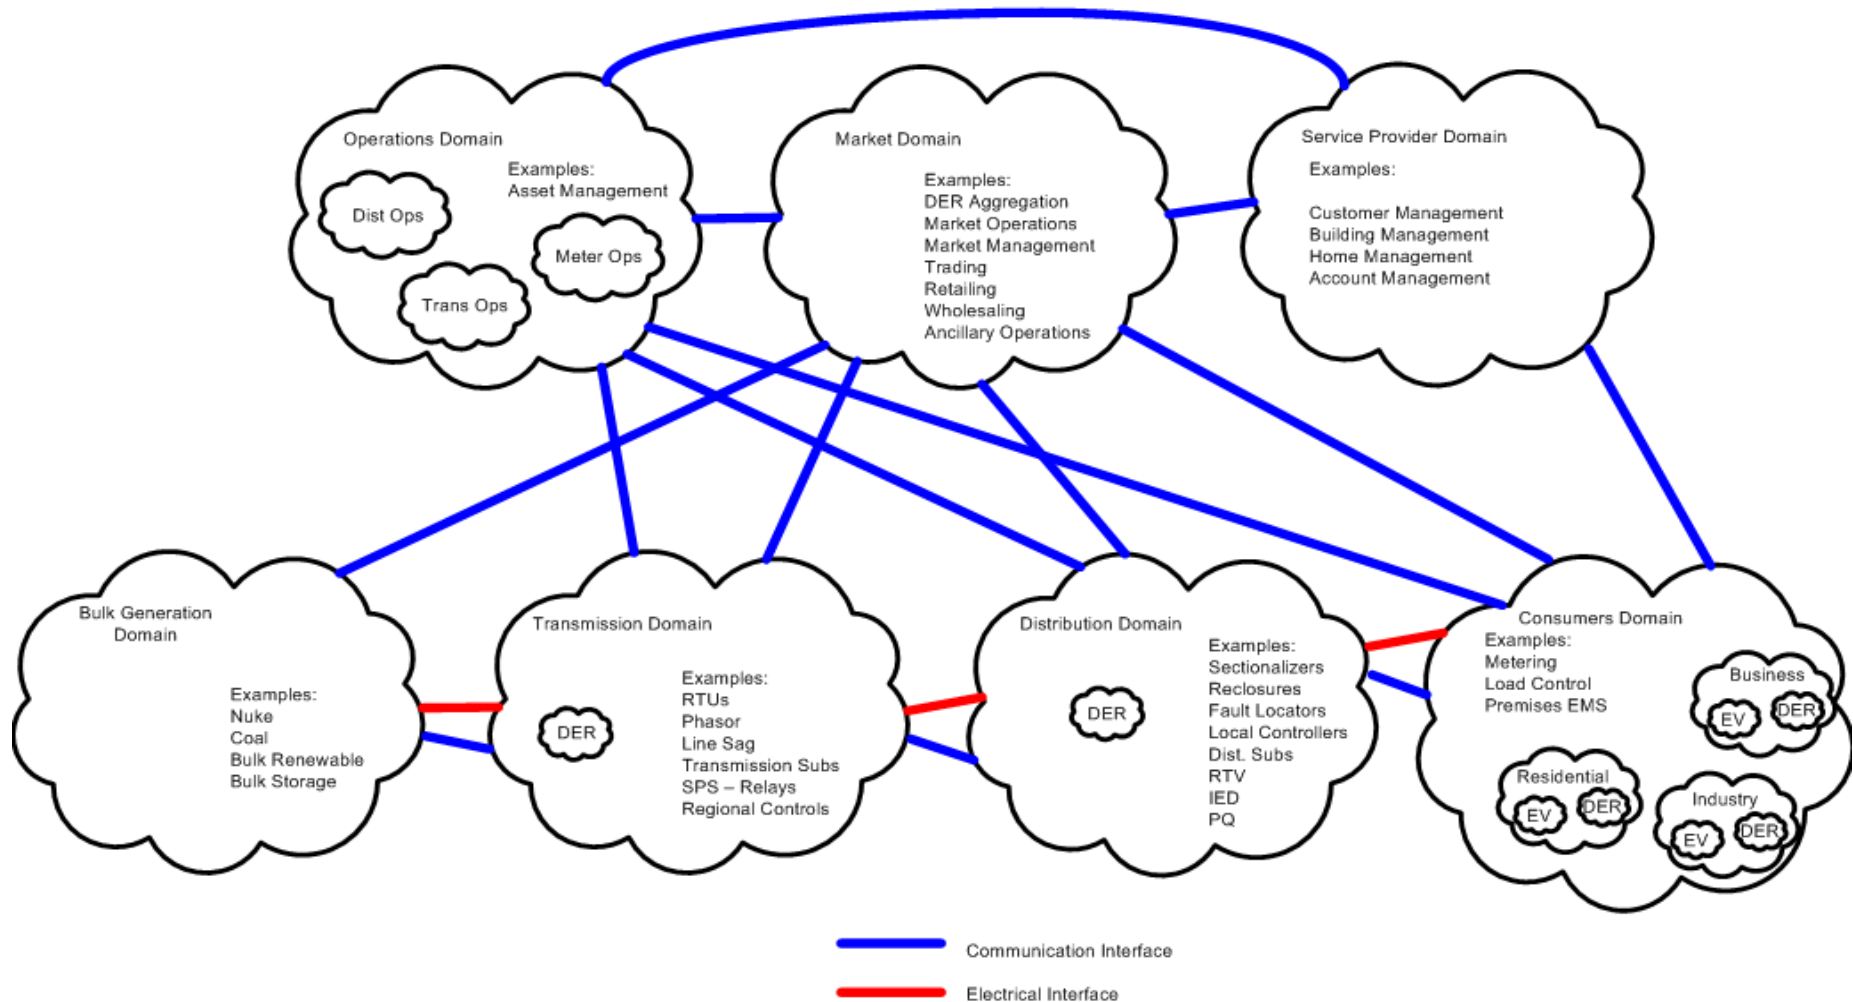 Operations Domain
Examples:
Asset Management
Dist Ops
Meter Ops
Trans Ops
Market Domain
Examples:
DER Aggregation
Market Operations
Market Management
Trading
Retailing
Wholesaling
Ancillary Operations
Service Provider Domain
Examples:
Customer Management
Building Management
Home Management
Account Management
Bulk Generation
Domain
Examples:
Nuke
Coal
Bulk Renewable
Bulk Storage
Transmission Domain
Examples:
RTUs
Phasor
Line Sag
Transmission Subs
SPS – Relays
Regional Controls
DER
Distribution Domain
Examples:
Sectionalizers
Reclosures
Fault Locators
Local Controllers
Dist. Subs
RTV
IED
PQ
DER
Consumers Domain
Examples:
Metering
Load Control
Premises EMS
Business
EV
DER
Residential
EV
DER
Industry
EV
DER
Communication Interface
Electrical Interface